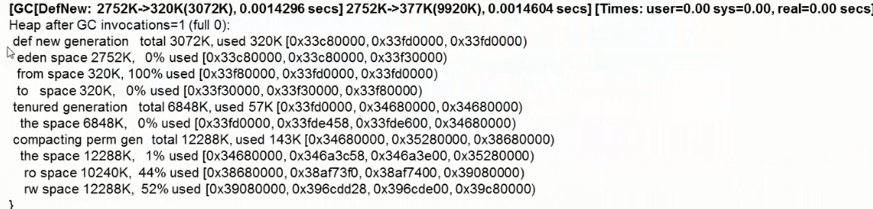 [GC[DefNew: 2752K->320K(3072K), 0.0014296 secs] 2752K->377K(9920K), 0.0014604 secs] [Times: user=0.00 sys=0.00, real=0.00 secs]
Heap after GC invocations=1 (full 0):
def new generation total 3072K, used 320K [0x33c80000, 0x33fd0000, 0x33fd0000)
eden space 2752K, 0% used [0x33c80000, 0x33c80000, 0x33f30000)
from space 320K, 100% used [0x33f80000, 0x33fd0000, 0x33fd0000)
to space 320K, 0% used [0x33f30000, 0x33f30000, 0x33f80000)
tenured generation total 6848K, used 57K [0x33fd0000, 0x34680000, 0x34680000)
the space 6848K, 0% used [0x33fd0000, 0x33fde458, 0x33fde600, 0x34680000)
compacting perm gen total 12288K, used 143K [0x34680000, 0x35280000, 0x38680000)
the space 12288K, 1% used [0x34680000, 0x346a3c58, 0x346a3e00, 0x35280000)
ro space 10240K, 44% used [0x38680000, 0x38af73f0, 0x38af7400, 0x39080000)
rw space 12288K, 52% used [0x39080000, 0x396cdd28, 0x396cde00, 0x39c80000)
}